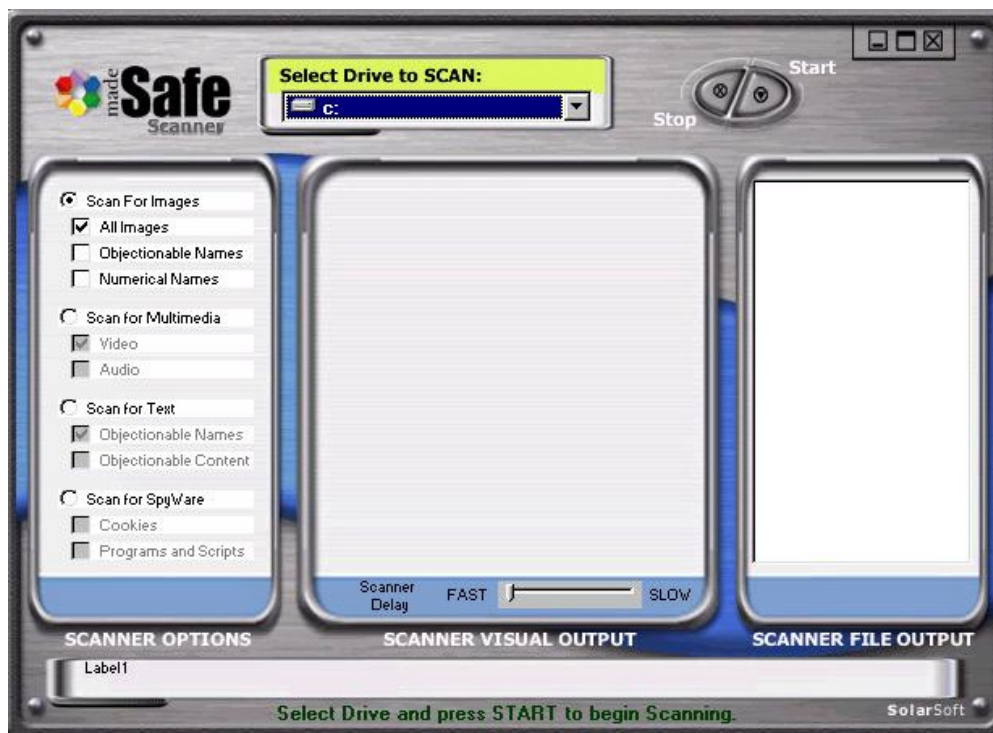 made
Safe
Scanner
Select Drive to SCAN:
c:
Start
Stop
Scan For Images
All Images
Objectionable Names
Numerical Names
Scan for Multimedia
Video
Audio
Scan for Text
Objectionable Names
Objectionable Content
Scan for SpyWare
Cookies
Programs and Scripts
Scanner
Delay
FAST
SLOW
SCANNER OPTIONS
SCANNER VISUAL OUTPUT
SCANNER FILE OUTPUT
Label1
Select Drive and press START to begin Scanning.
SolarSoft